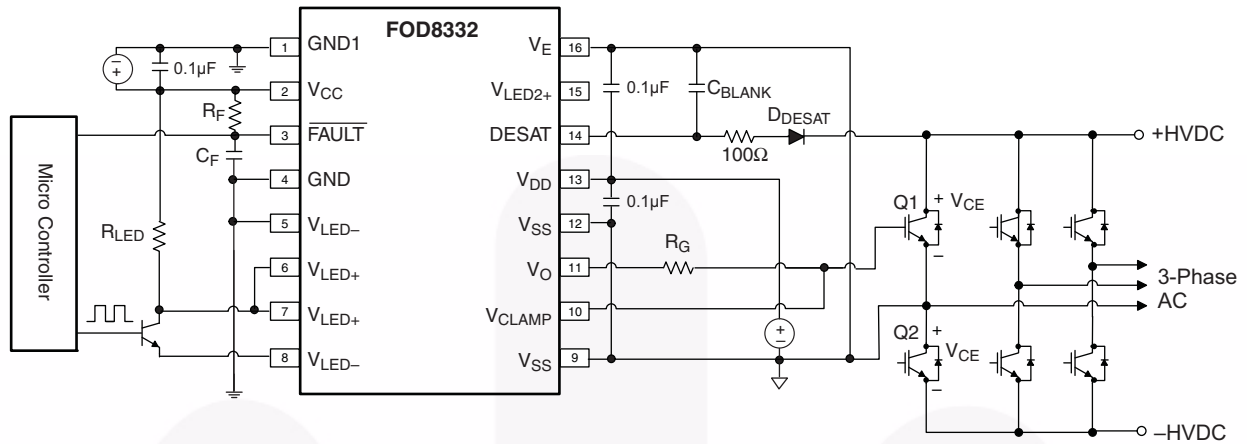 FOD8332
1 GND1
2 VCC
3 FAULT
4 GND
5 VLED–
6 VLED+
7 VLED+
8 VLED–
VE 16
VLED2+ 15
DESAT 14
VDD 13
VSS 12
VO 11
VCLAMP 10
VSS 9
Micro Controller
– +
0.1µF
RF
CF
RLED
0.1µF
CBLANK
DDESAT
100Ω
0.1µF
RG
+ –
+HVDC
Q1
+ VCE
–
3-Phase
AC
Q2
+
VCE
–
–HVDC